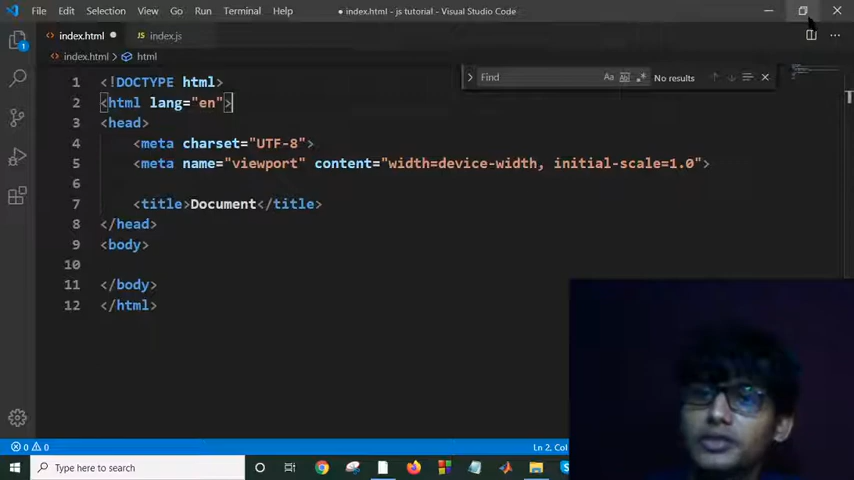 File Edit Selection View Go Run Terminal Help ● index.html - js tutorial - Visual Studio Code
index.html ● index.js
index.html > html
Find Aa ab No results
1 <!DOCTYPE html>
2 <html lang="en">
3 <head>
4 <meta charset="UTF-8">
5 <meta name="viewport" content="width=device-width, initial-scale=1.0">
6
7 <title>Document</title>
8 </head>
9 <body>
10
11 </body>
12 </html>
1
0 0
Ln 2,
Type here to search